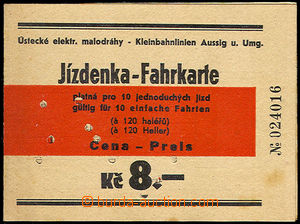 Ústecké elektr. malodráhy - Kleinbahnlinien Aussig u. Umg.
Jízdenka-Fahrkarte
platná pro 10 jednoduchých jízd
gültig für 10 einfache Fahrten
(à 120 haléřů)
(à 120 Heller)
Cena - Preis
Kč 8.-
№ 024016